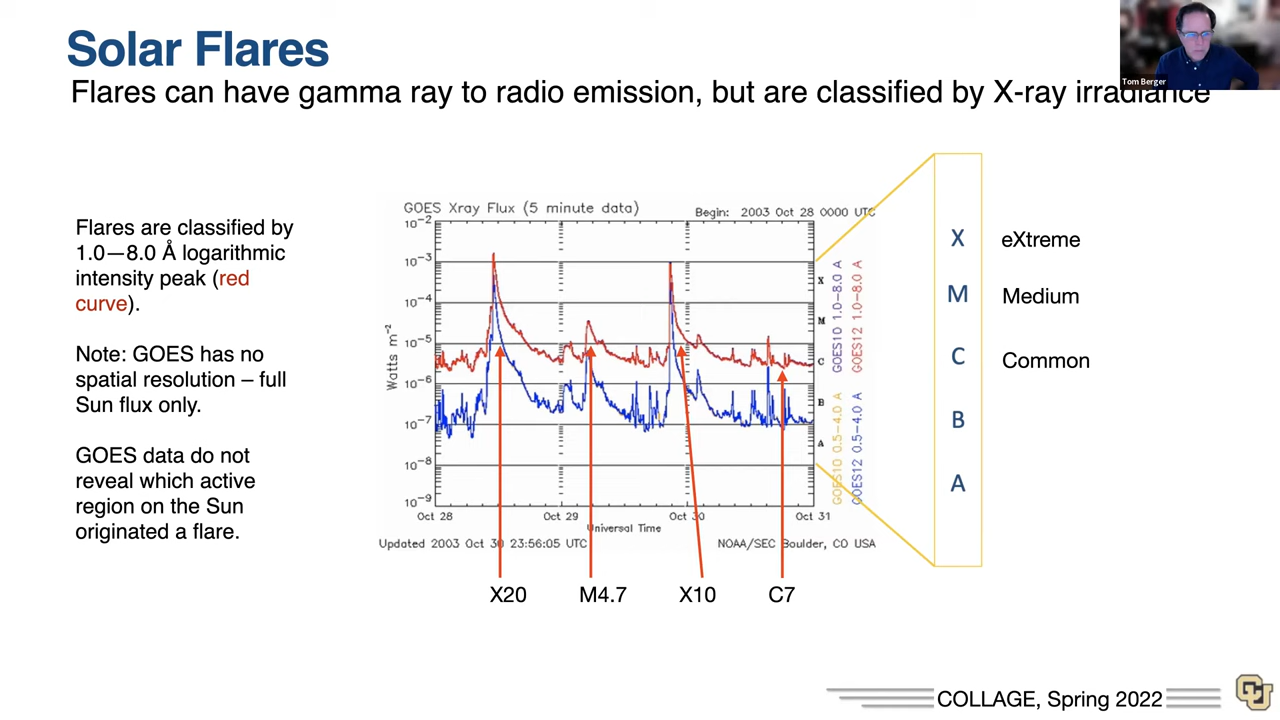 Solar Flares
Tom Berger
Flares can have gamma ray to radio emission, but are classified by X-ray irradiance
Flares are classified by
1.0—8.0 Å logarithmic
intensity peak (red
curve).
Note: GOES has no
spatial resolution – full
Sun flux only.
GOES data do not
reveal which active
region on the Sun
originated a flare.
GOES Xray Flux (5 minute data)
Begin: 2003 Oct 28 0000 UTC
10⁻²
10⁻³
10⁻⁴
10⁻⁵
10⁻⁶
10⁻⁷
10⁻⁸
10⁻⁹
Watts m⁻²
X
M
C
B
A
GOES10 1.0-8.0 A
GOES12 1.0-8.0 A
GOES10 0.5-4.0 A
GOES12 0.5-4.0 A
Oct 28
Oct 29
Oct 30
Oct 31
Universal Time
Updated 2003 Oct 30 23:56:05 UTC
NOAA/SEC Boulder, CO USA
X20
M4.7
X10
C7
X eXtreme
M Medium
C Common
B
A
COLLAGE, Spring 2022
CU